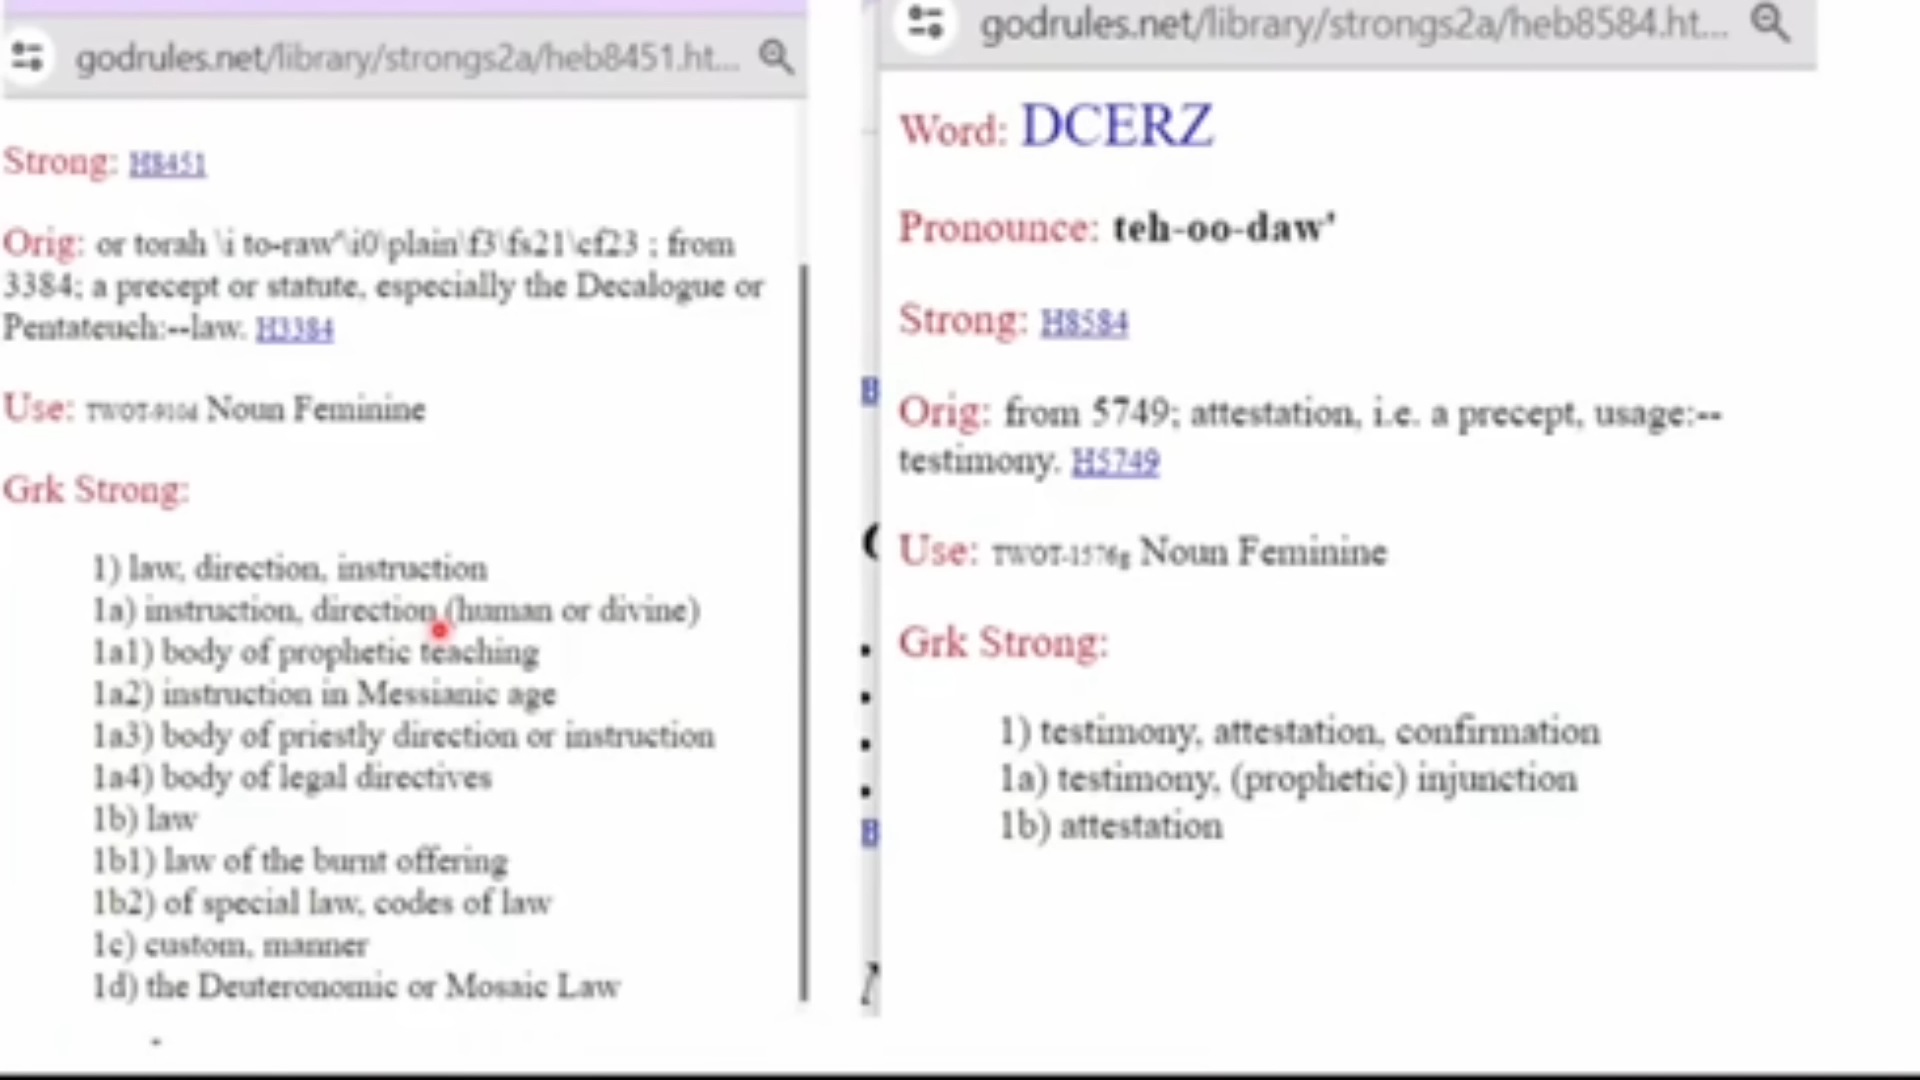 godrules.net/library/strongs2a/heb8451.ht...
Strong: H8451
Orig: or torah \i to-raw'\i0\plain\f3\fs21\cf23 ; from
3384; a precept or statute, especially the Decalogue or
Pentateuch:--law. H3384
Use: TWOT-910d Noun Feminine
Grk Strong:
1) law, direction, instruction
1a) instruction, direction (human or divine)
1a1) body of prophetic teaching
1a2) instruction in Messianic age
1a3) body of priestly direction or instruction
1a4) body of legal directives
1b) law
1b1) law of the burnt offering
1b2) of special law, codes of law
1c) custom, manner
1d) the Deuteronomic or Mosaic Law
godrules.net/library/strongs2a/heb8584.ht...
Word: DCERZ
Pronounce: teh-oo-daw'
Strong: H8584
Orig: from 5749; attestation, i.e. a precept, usage:--
testimony. H5749
Use: TWOT-1576g Noun Feminine
Grk Strong:
1) testimony, attestation, confirmation
1a) testimony, (prophetic) injunction
1b) attestation